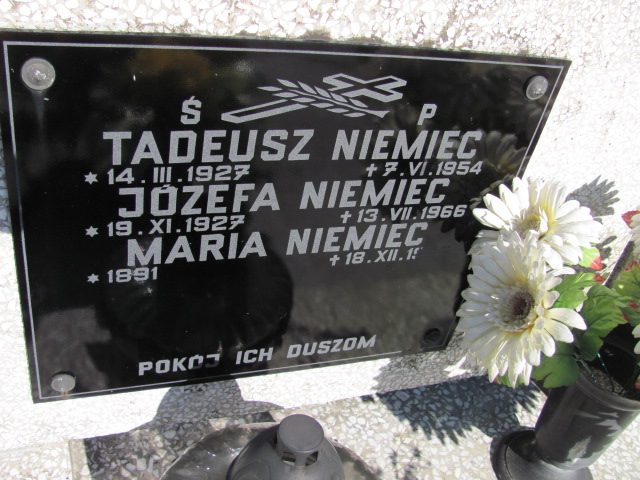 Ś P
TADEUSZ NIEMIEC
* 14.III.1927 † 7.VI.1954
JÓZEFA NIEMIEC
* 19.XI.1927 † 13.VII.1966
MARIA NIEMIEC
* 1891 † 18.XII.
POKÓJ ICH DUSZOM